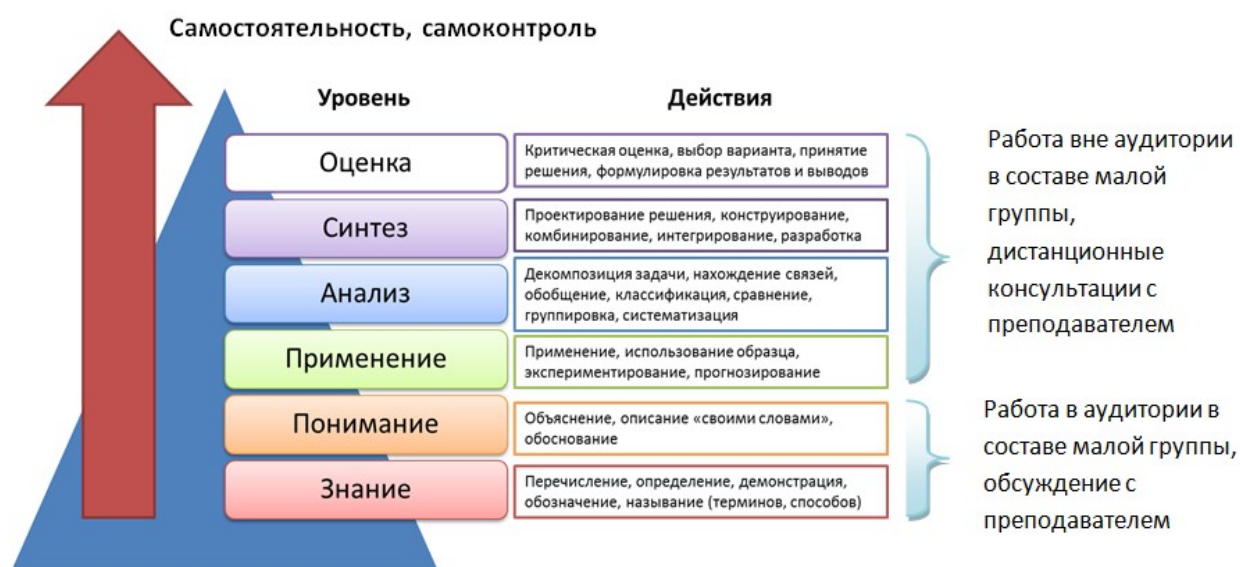 Самостоятельность, самоконтроль
Уровень
Действия
Оценка
Критическая оценка, выбор варианта, принятие
решения, формулировка результатов и выводов
Синтез
Проектирование решения, конструирование,
комбинирование, интегрирование, разработка
Анализ
Декомпозиция задачи, нахождение связей,
обобщение, классификация, сравнение,
группировка, систематизация
Применение
Применение, использование образца,
экспериментирование, прогнозирование
Понимание
Объяснение, описание «своими словами»,
обоснование
Знание
Перечисление, определение, демонстрация,
обозначение, называние (терминов, способов)
Работа вне аудитории
в составе малой
группы,
дистанционные
консультации с
преподавателем
Работа в аудитории в
составе малой группы,
обсуждение с
преподавателем